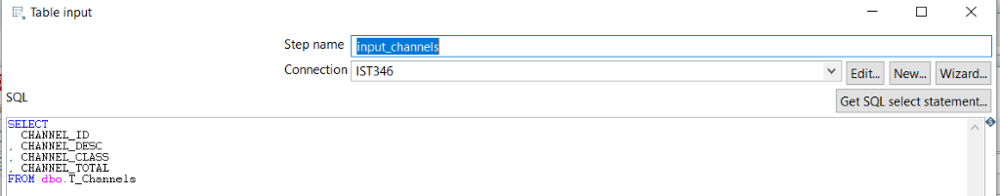 Table input
Step name input_channels
Connection IST346 Edit... New... Wizard...
SQL
Get SQL select statement...
SELECT
CHANNEL_ID
, CHANNEL_DESC
, CHANNEL_CLASS
, CHANNEL_TOTAL
FROM dbo.T_Channels